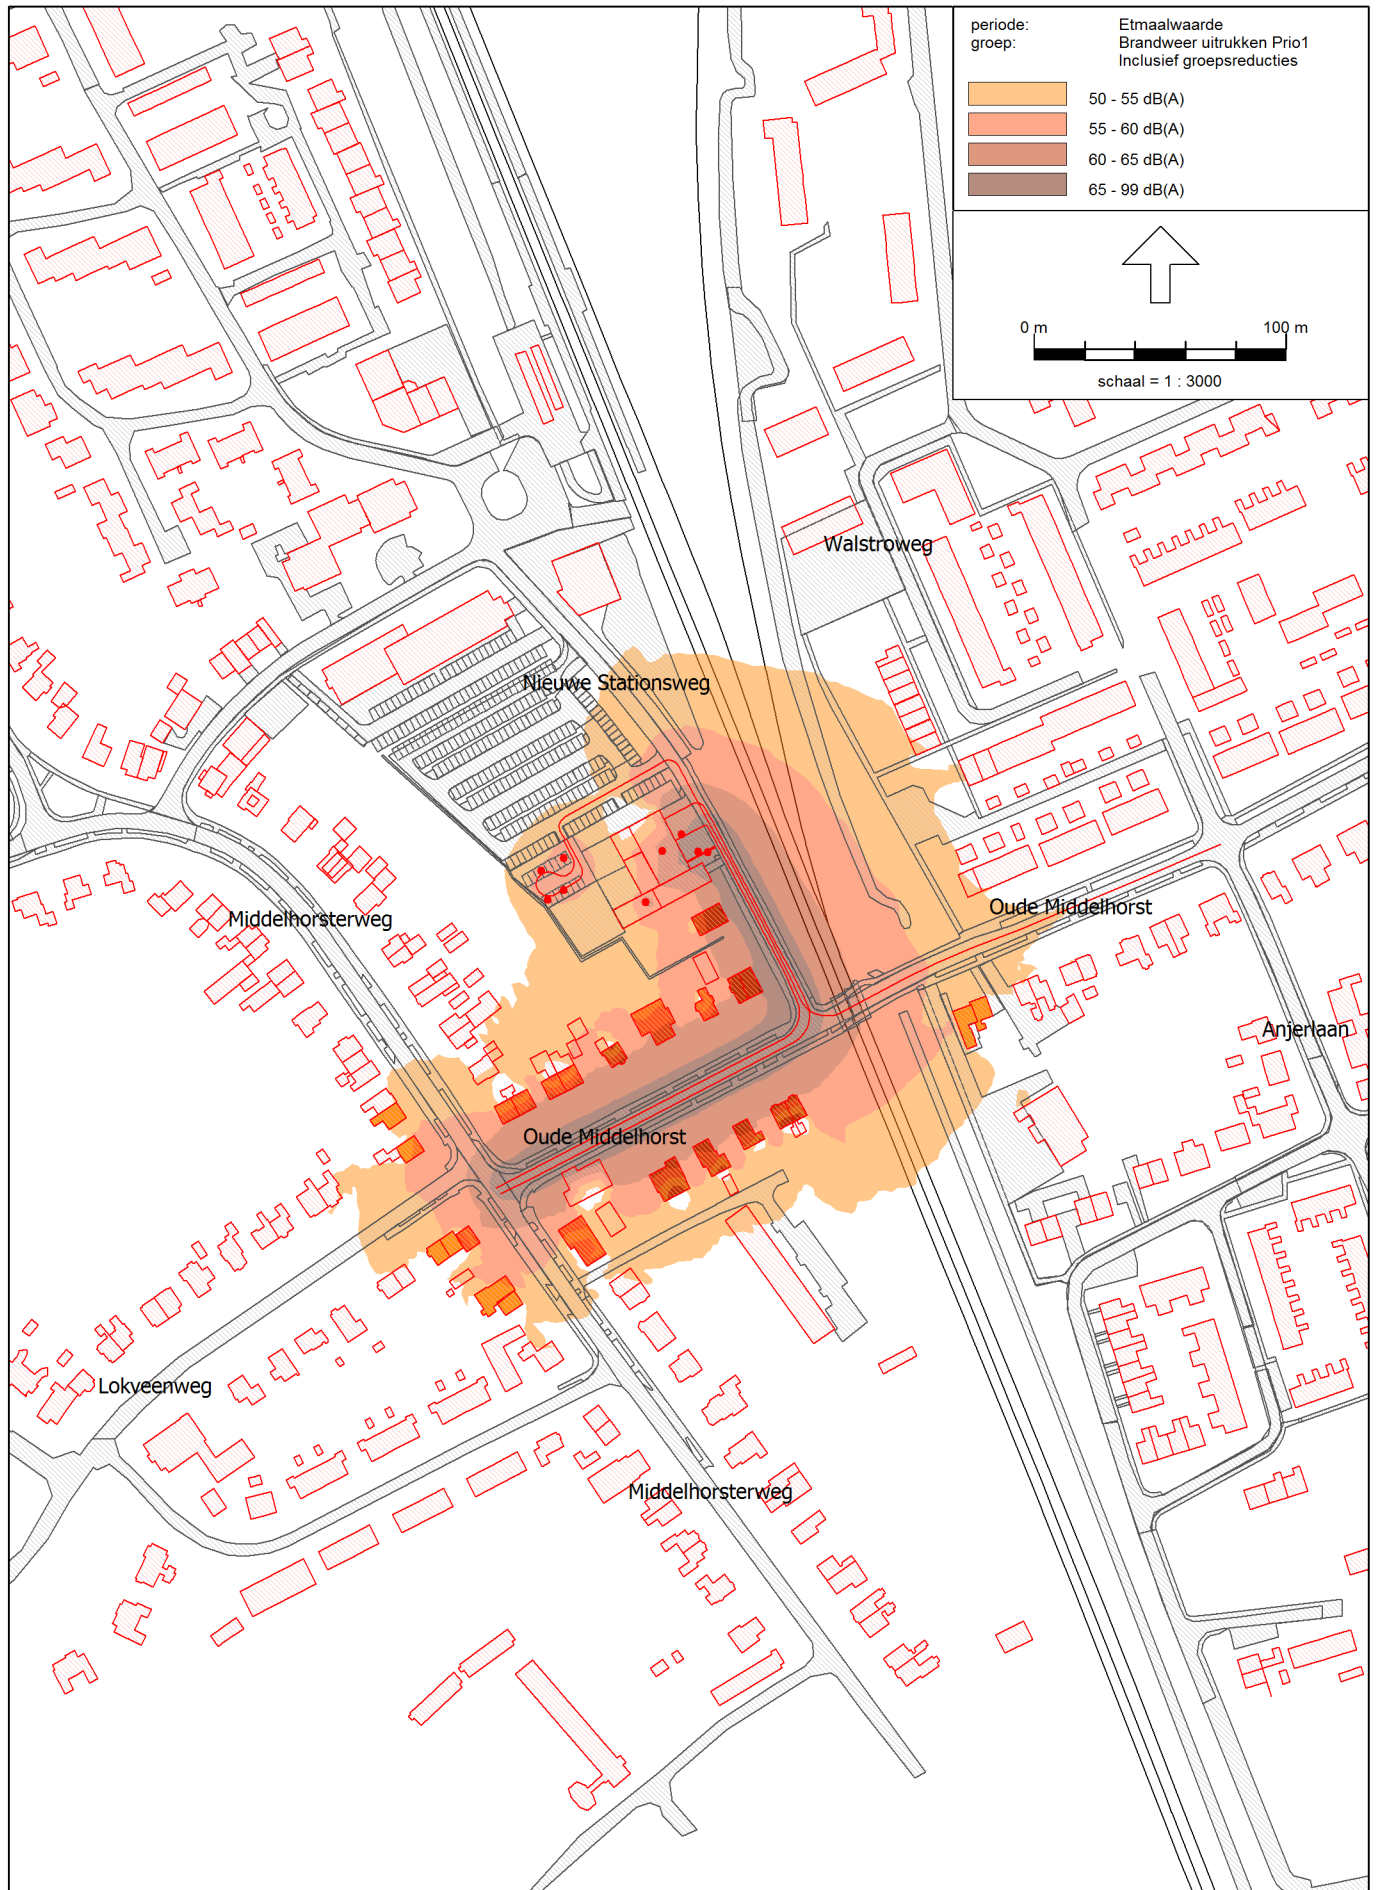 periode: Etmaalwaarde
groep: Brandweer uitrukken Prio1
Inclusief groepsreducties
50 - 55 dB(A)
55 - 60 dB(A)
60 - 65 dB(A)
65 - 99 dB(A)
0 m 100 m
schaal = 1 : 3000
Walstroweg
Nieuwe Stationsweg
Oude Middelhorst
Middelhorsterweg
Anjerlaan
Oude Middelhorst
Lokveenweg
Middelhorsterweg